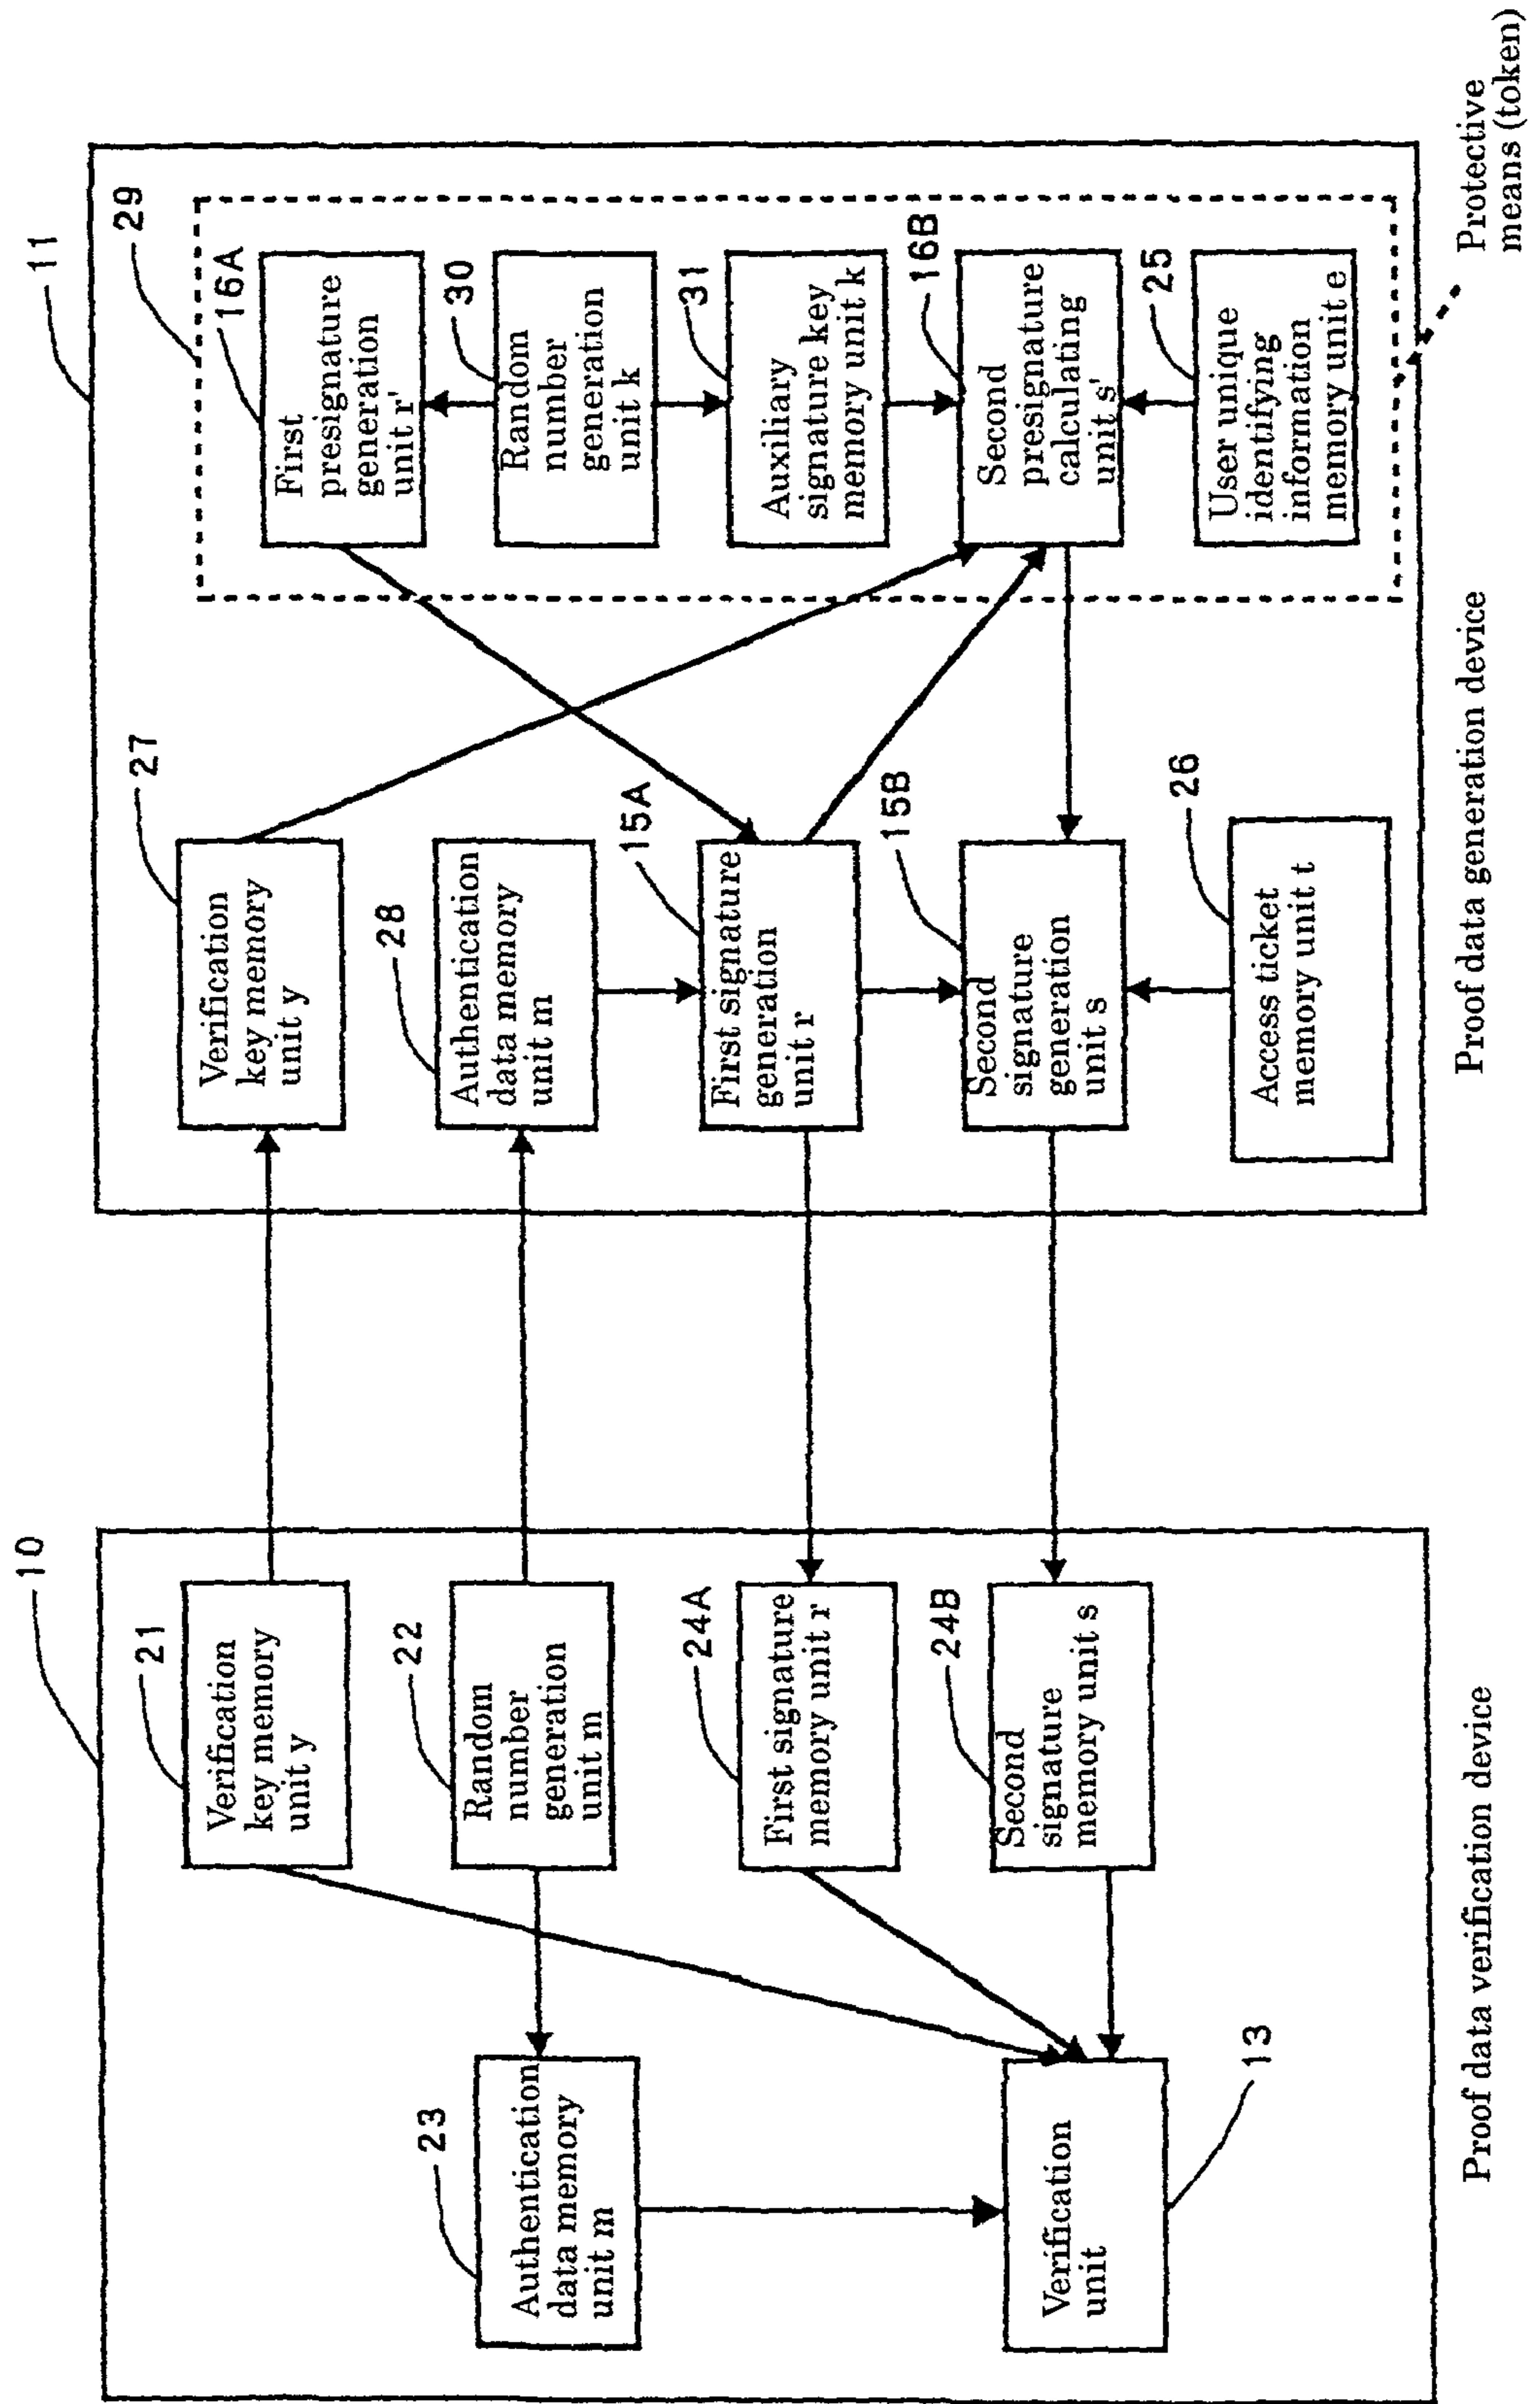 10
21
Verification
key memory
unit y
22
Random
number
generation
unit m
23
Authentication
data memory
unit m
24A
First signature
memory unit r
24B
Second
signature
memory unit s
Verification
unit
13
Proof data verification device
11
27
Verification
key memory
unit y
28
Authentication
data memory
unit m
15A
First signature
generation
unit r
15B
Second
signature
generation
unit s
26
Access ticket
memory unit t
29
16A
First
presignature
generation
unit r'
30
Random
number
generation
unit k
31
Auxiliary
signature key
memory unit k
16B
Second
presignature
calculating
unit s'
25
User unique
identifying
information
memory unit e
Proof data generation device
Protective
means (token)